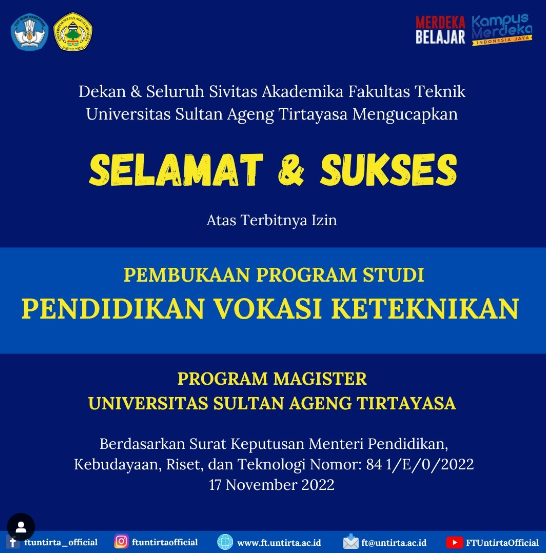 MERDEKA
BELAJAR
Kampus
Merdeka
INDONESIA JAYA
Dekan & Seluruh Sivitas Akademika Fakultas Teknik
Universitas Sultan Ageng Tirtayasa Mengucapkan
SELAMAT & SUKSES
Atas Terbitnya Izin
PEMBUKAAN PROGRAM STUDI
PENDIDIKAN VOKASI KETEKNIKAN
PROGRAM MAGISTER
UNIVERSITAS SULTAN AGENG TIRTAYASA
Berdasarkan Surat Keputusan Menteri Pendidikan,
Kebudayaan, Riset, dan Teknologi Nomor: 84 1/E/0/2022
17 November 2022
ftuntirta_official
ftuntirtaofficial
www.ft.untirta.ac.id
ft@untirta.ac.id
FTUntirtaOfficial